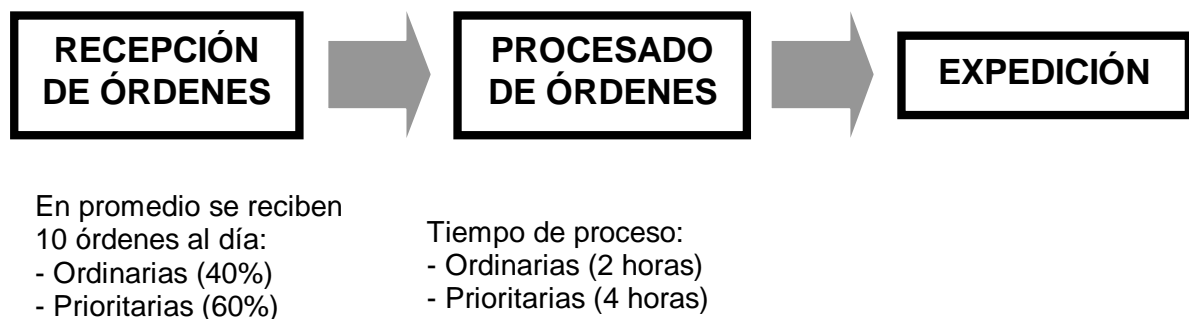 RECEPCIÓN
DE ÓRDENES
PROCESADO
DE ÓRDENES
EXPEDICIÓN
En promedio se reciben
10 órdenes al día:
- Ordinarias (40%)
- Prioritarias (60%)
Tiempo de proceso:
- Ordinarias (2 horas)
- Prioritarias (4 horas)